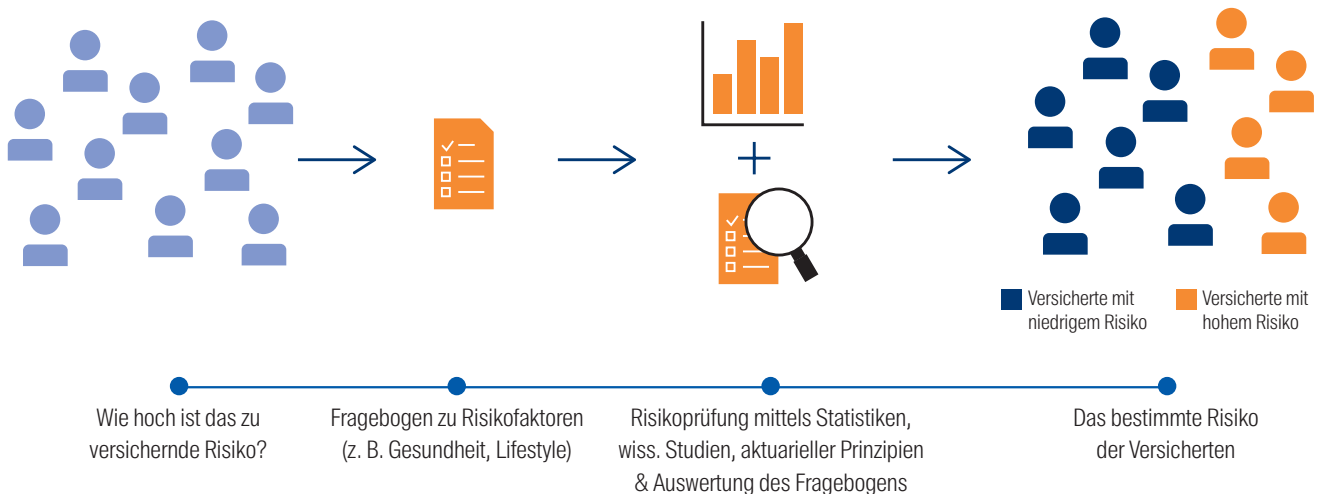 Versicherte mit
niedrigem Risiko
Versicherte mit
hohem Risiko
Wie hoch ist das zu
versichernde Risiko?
Fragebogen zu Risikofaktoren
(z. B. Gesundheit, Lifestyle)
Risikoprüfung mittels Statistiken,
wiss. Studien, aktuarieller Prinzipien
& Auswertung des Fragebogens
Das bestimmte Risiko
der Versicherten